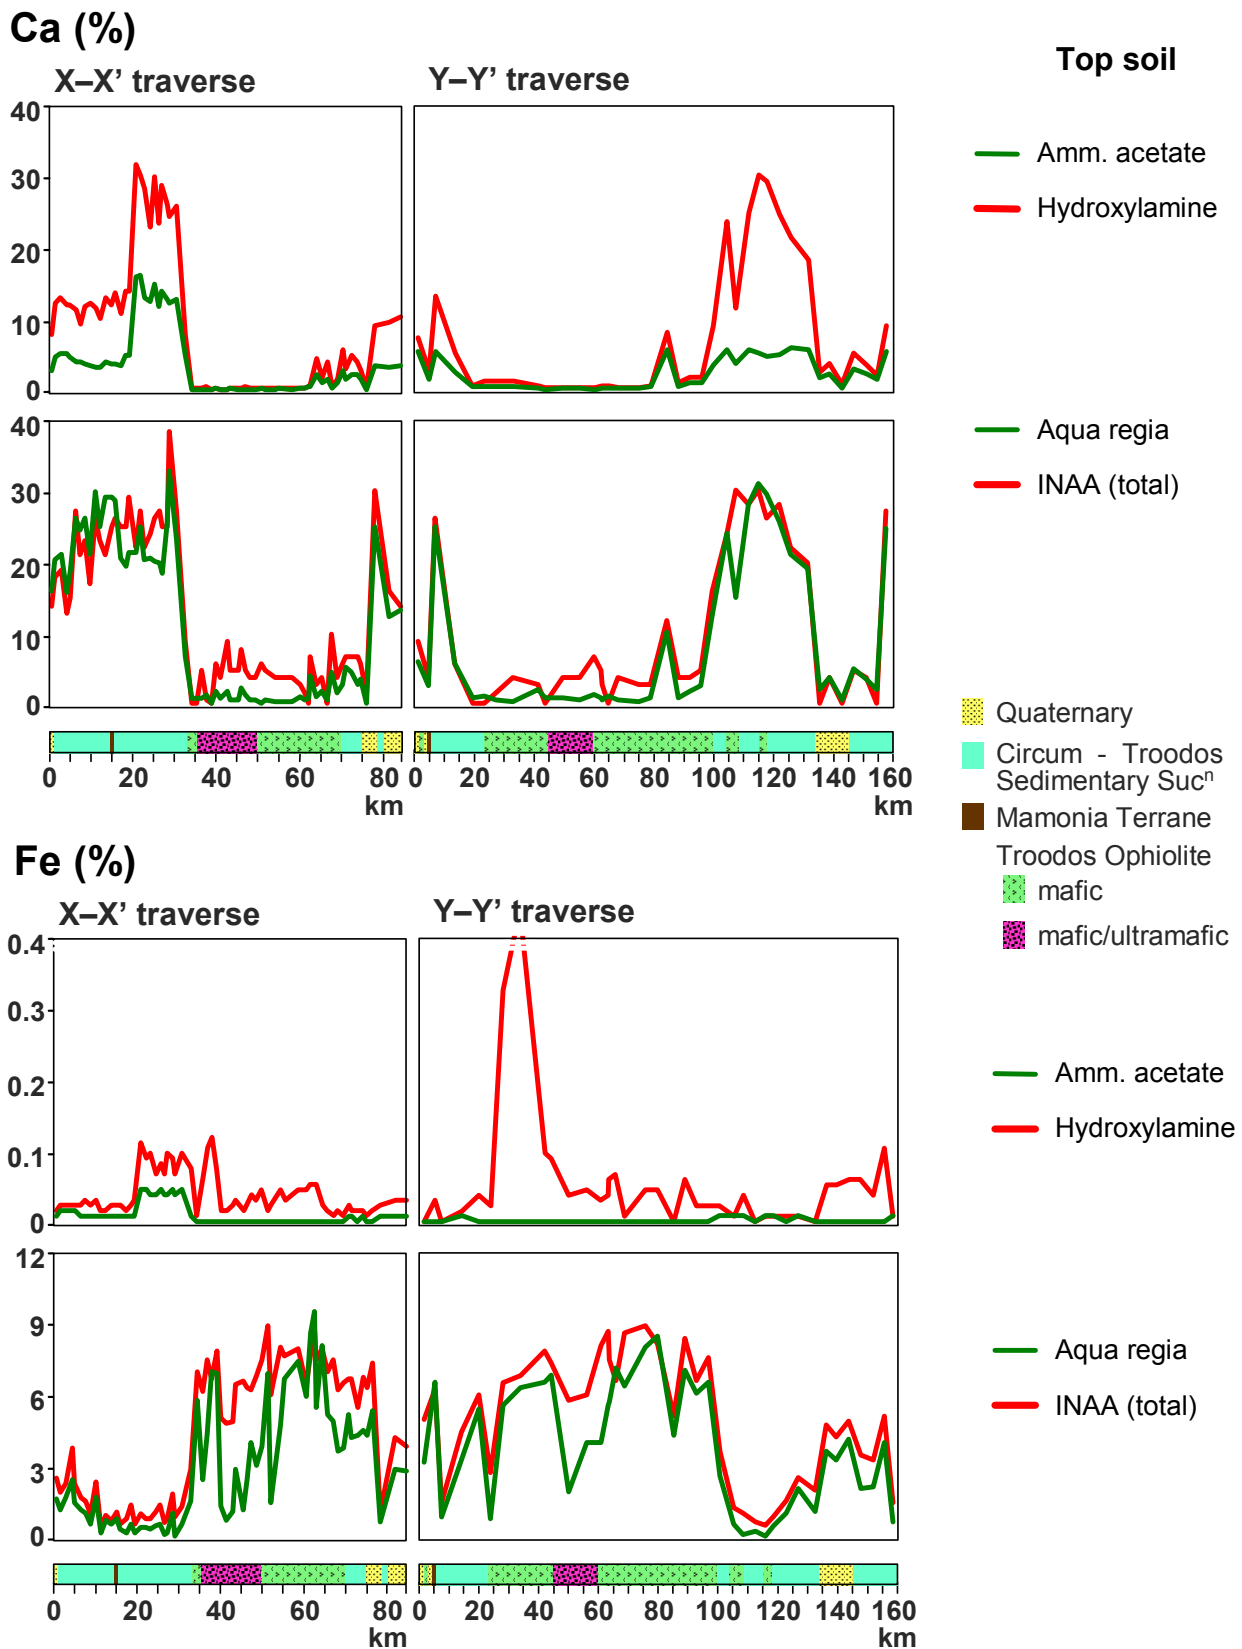 Ca (%)
X–X’ traverse
Y–Y’ traverse
Top soil
40
30
20
10
0
Amm. acetate
Hydroxylamine
40
30
20
10
0
Aqua regia
INAA (total)
0 20 40 60 80
km
0 20 40 60 80 100 120 140 160
km
Quaternary
Circum - Troodos
Sedimentary Sucⁿ
Mamonia Terrane
Troodos Ophiolite
mafic
mafic/ultramafic
Fe (%)
X–X’ traverse
Y–Y’ traverse
0.4
0.3
0.2
0.1
0
Amm. acetate
Hydroxylamine
12
9
6
3
0
Aqua regia
INAA (total)
0 20 40 60 80
km
0 20 40 60 80 100 120 140 160
km